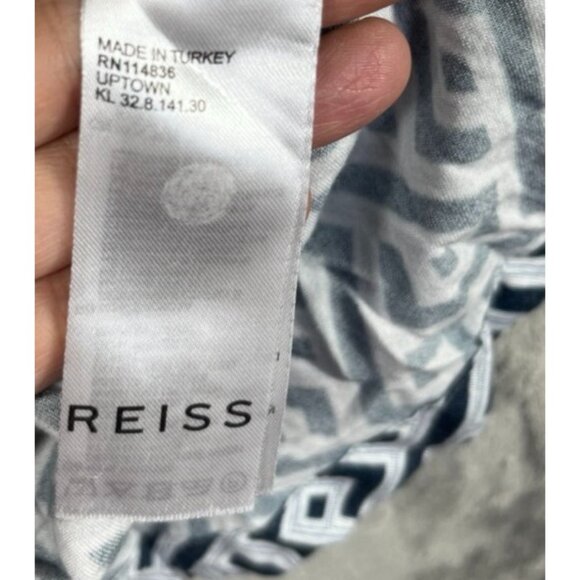 MADE IN TURKEY
RN114836
UPTOWN
KL 32.8.141.30
REISS